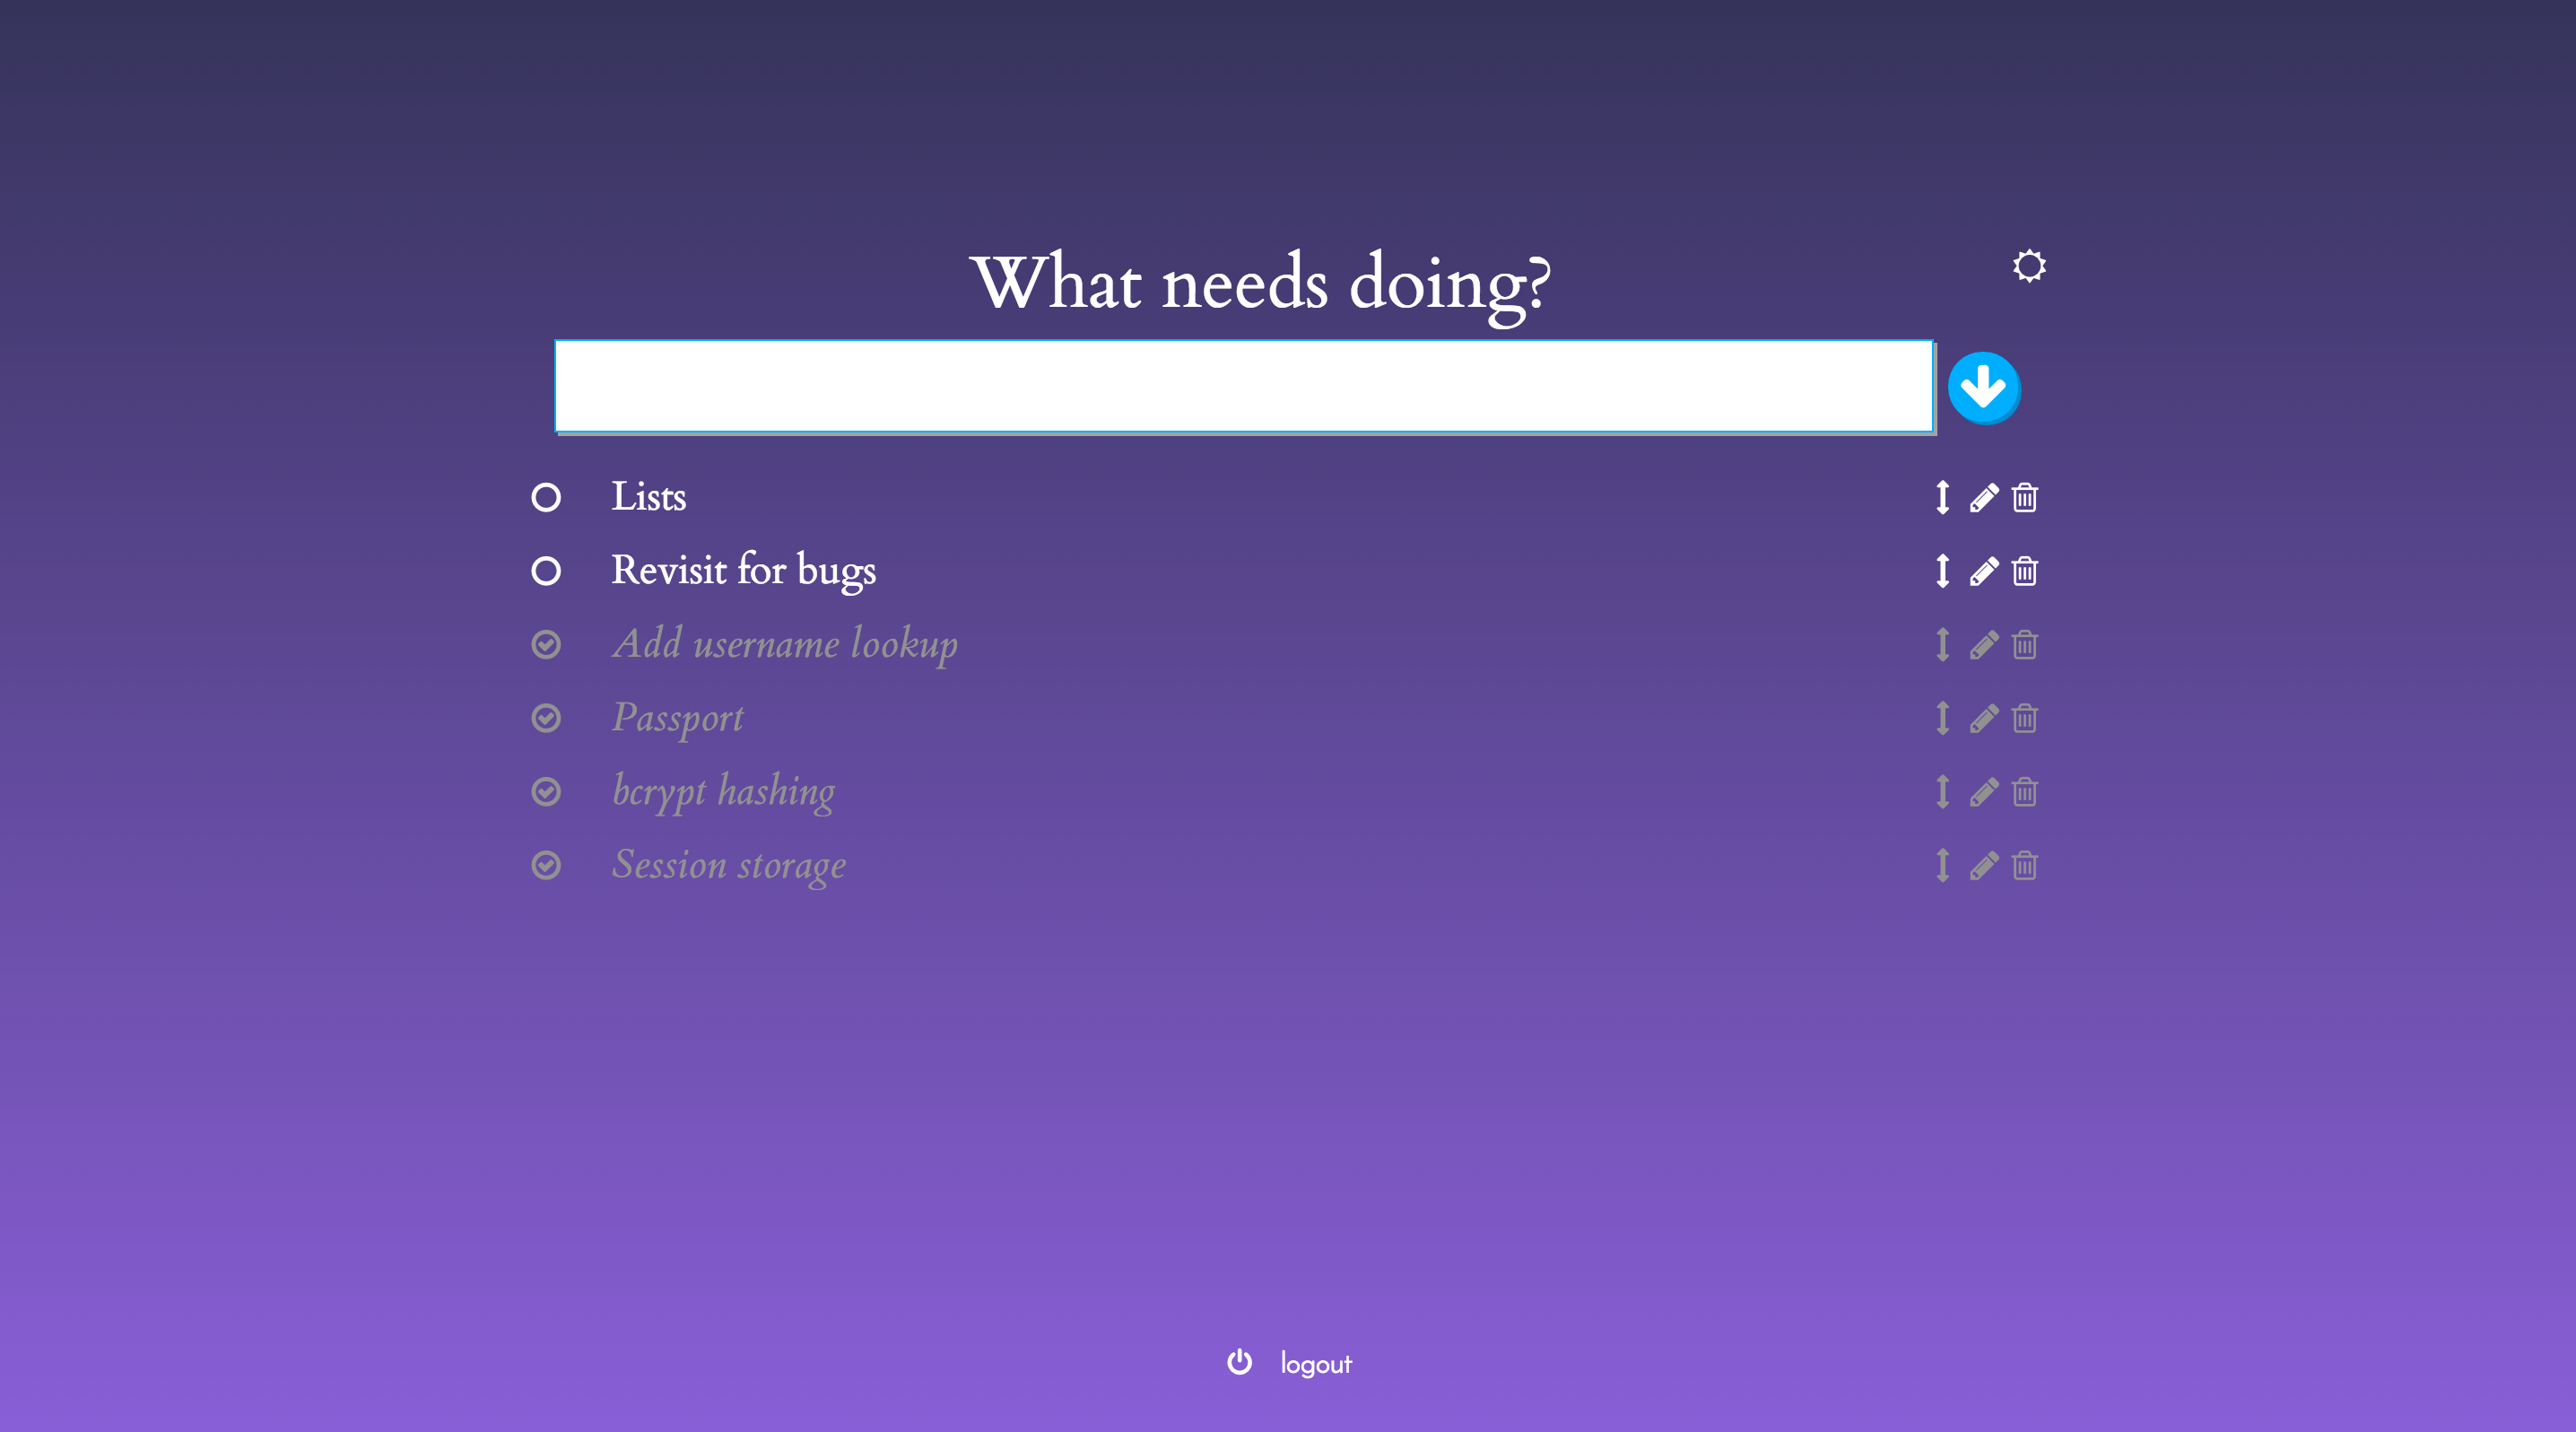 What needs doing?
Lists
Revisit for bugs
Add username lookup
Passport
bcrypt hashing
Session storage
logout